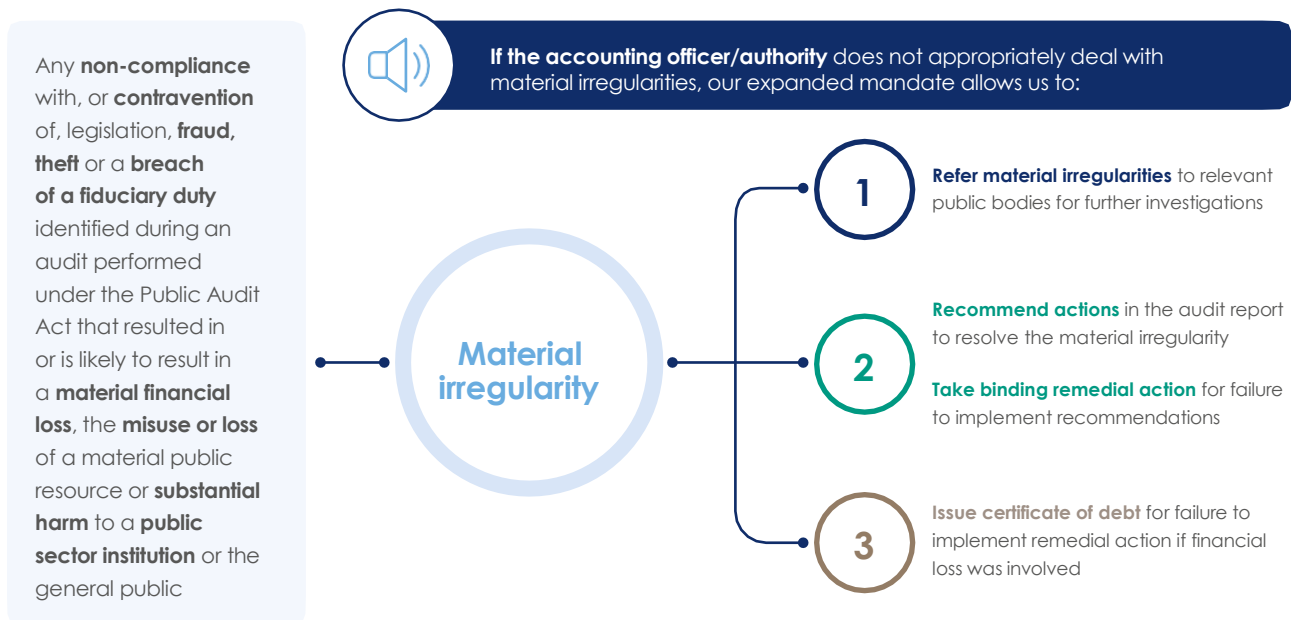 Any non-compliance
with, or contravention
of, legislation, fraud,
theft or a breach
of a fiduciary duty
identified during an
audit performed
under the Public Audit
Act that resulted in
or is likely to result in
a material financial
loss, the misuse or loss
of a material public
resource or substantial
harm to a public
sector institution or the
general public
If the accounting officer/authority does not appropriately deal with
material irregularities, our expanded mandate allows us to:
Material
irregularity
1
Refer material irregularities to relevant
public bodies for further investigations
2
Recommend actions in the audit report
to resolve the material irregularity
Take binding remedial action for failure
to implement recommendations
3
Issue certificate of debt for failure to
implement remedial action if financial
loss was involved